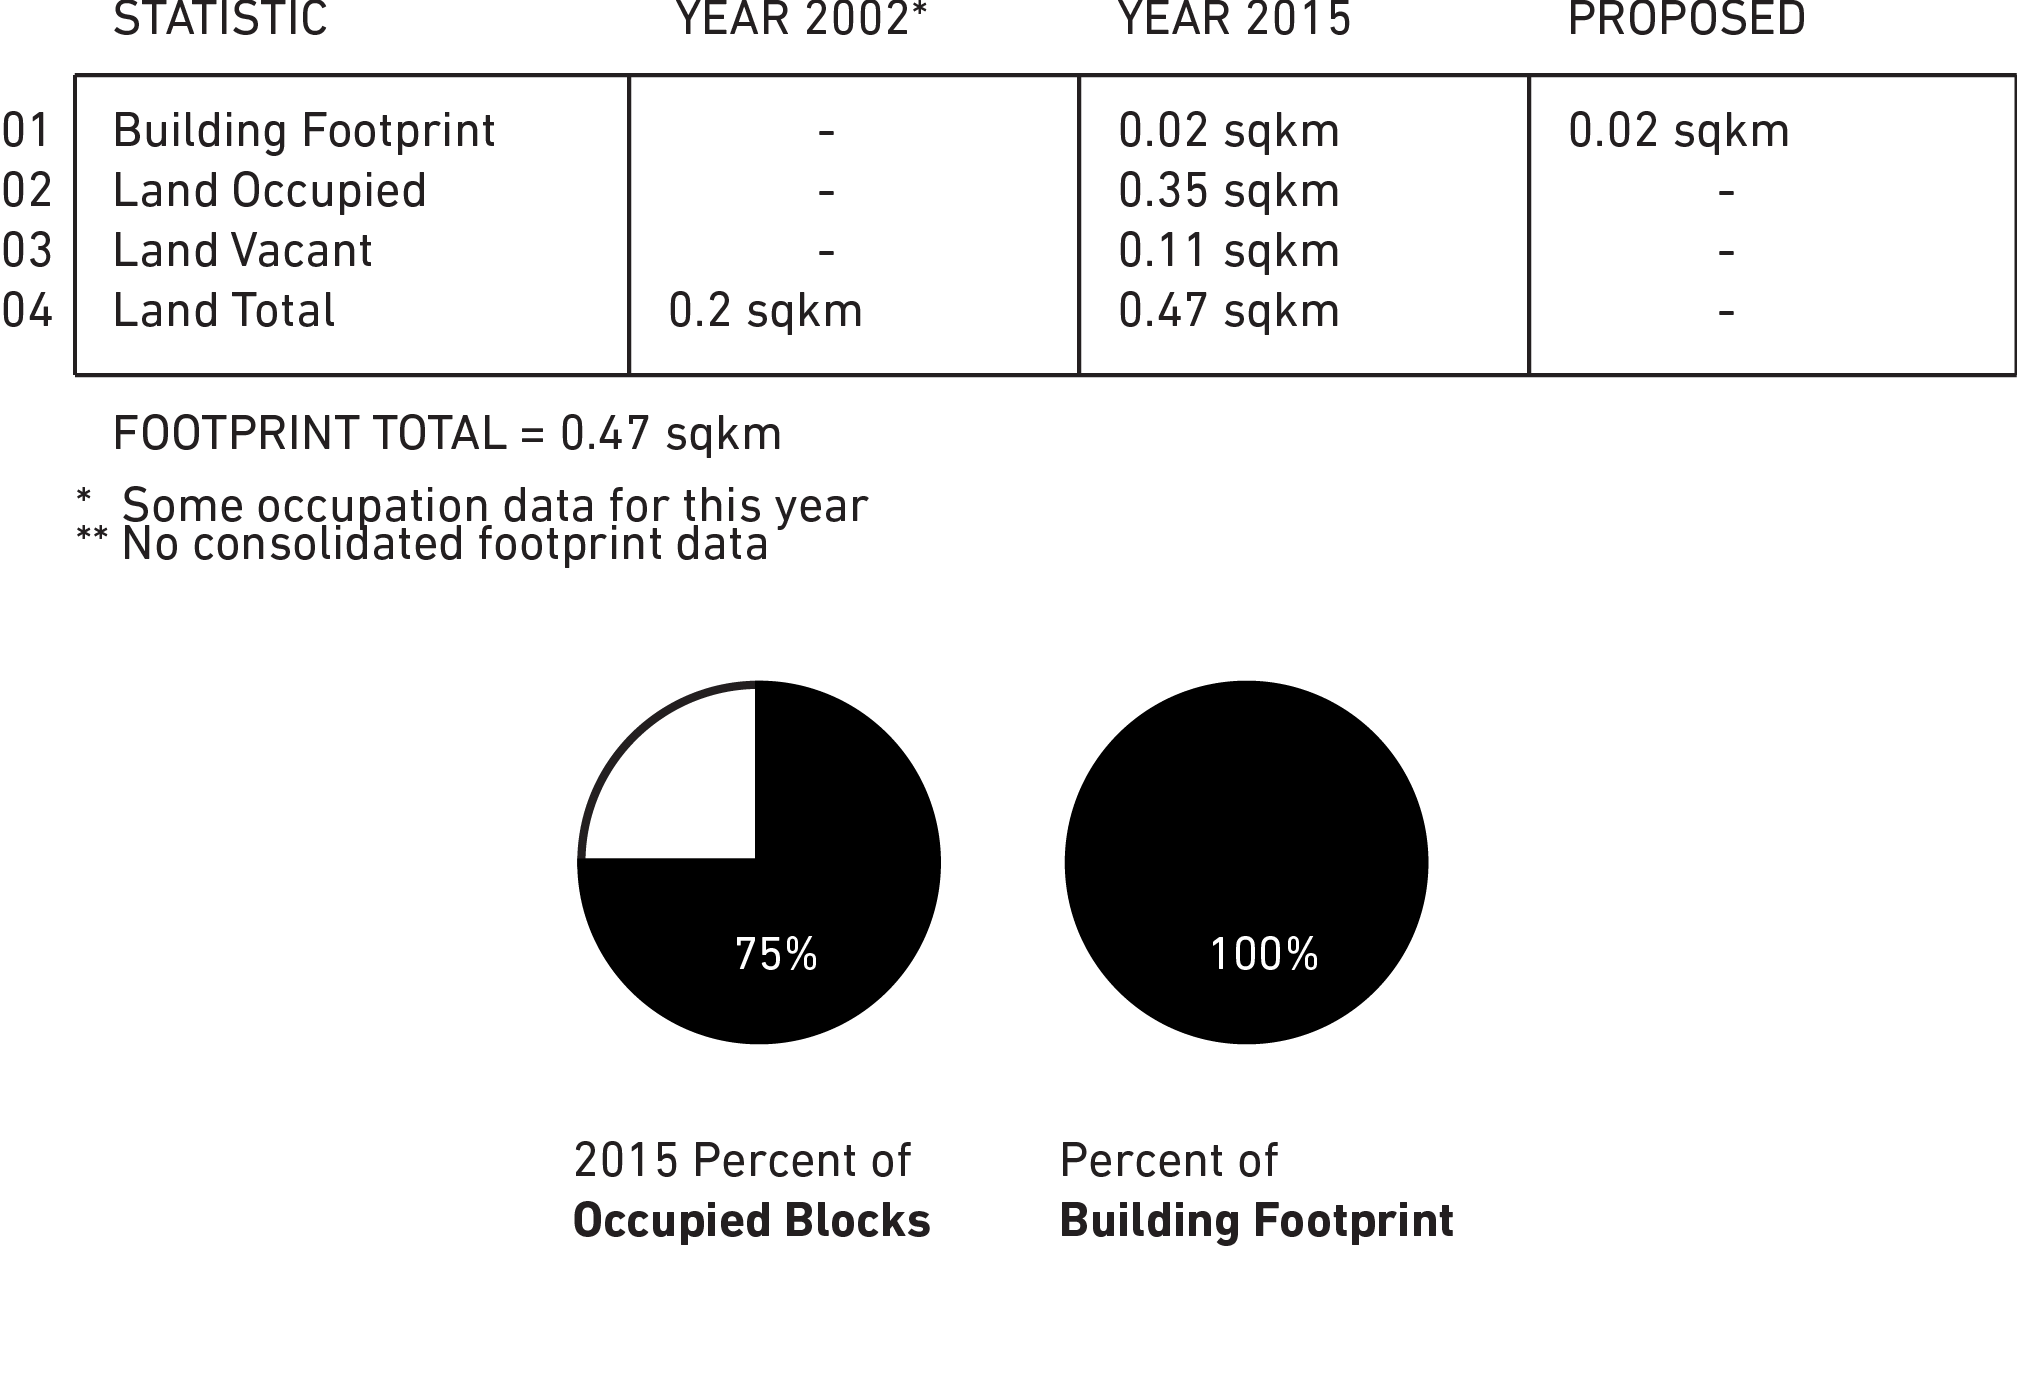 STATISTIC YEAR 2002* YEAR 2015 PROPOSED
01 Building Footprint - 0.02 sqkm 0.02 sqkm
02 Land Occupied - 0.35 sqkm -
03 Land Vacant - 0.11 sqkm -
04 Land Total 0.2 sqkm 0.47 sqkm -
FOOTPRINT TOTAL = 0.47 sqkm
* Some occupation data for this year
** No consolidated footprint data
75% 100%
2015 Percent of Percent of
Occupied Blocks Building Footprint